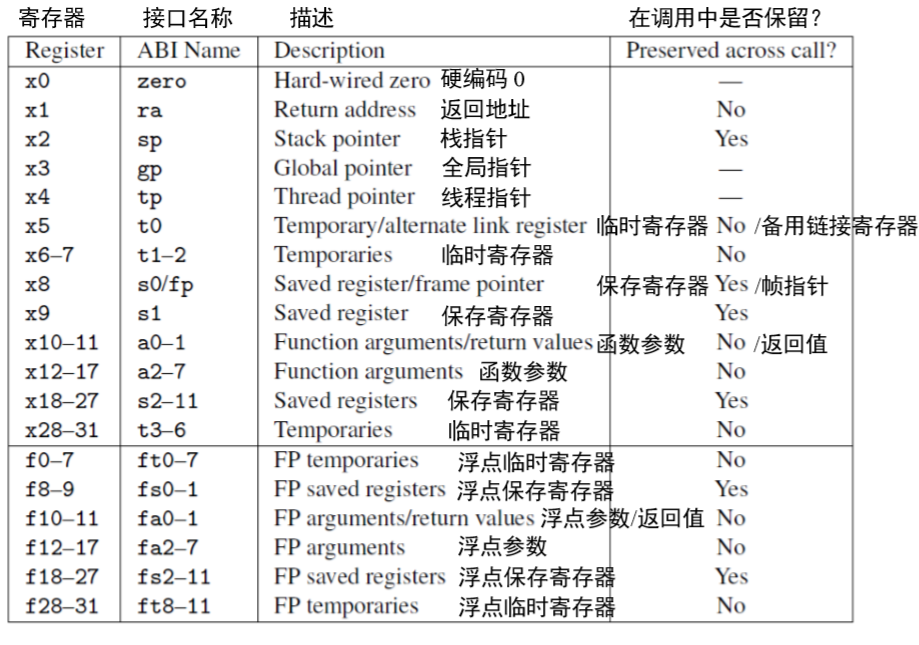 寄存器 接口名称 描述 在调用中是否保留？
Register ABI Name Description Preserved across call?
x0 zero Hard-wired zero 硬编码 0 —
x1 ra Return address 返回地址 No
x2 sp Stack pointer 栈指针 Yes
x3 gp Global pointer 全局指针 —
x4 tp Thread pointer 线程指针 —
x5 t0 Temporary/alternate link register 临时寄存器 No /备用链接寄存器
x6–7 t1–2 Temporaries 临时寄存器 No
x8 s0/fp Saved register/frame pointer 保存寄存器 Yes /帧指针
x9 s1 Saved register 保存寄存器 Yes
x10–11 a0–1 Function arguments/return values 函数参数 No /返回值
x12–17 a2–7 Function arguments 函数参数 No
x18–27 s2–11 Saved registers 保存寄存器 Yes
x28–31 t3–6 Temporaries 临时寄存器 No
f0–7 ft0–7 FP temporaries 浮点临时寄存器 No
f8–9 fs0–1 FP saved registers 浮点保存寄存器 Yes
f10–11 fa0–1 FP arguments/return values 浮点参数/返回值 No
f12–17 fa2–7 FP arguments 浮点参数 No
f18–27 fs2–11 FP saved registers 浮点保存寄存器 Yes
f28–31 ft8–11 FP temporaries 浮点临时寄存器 No